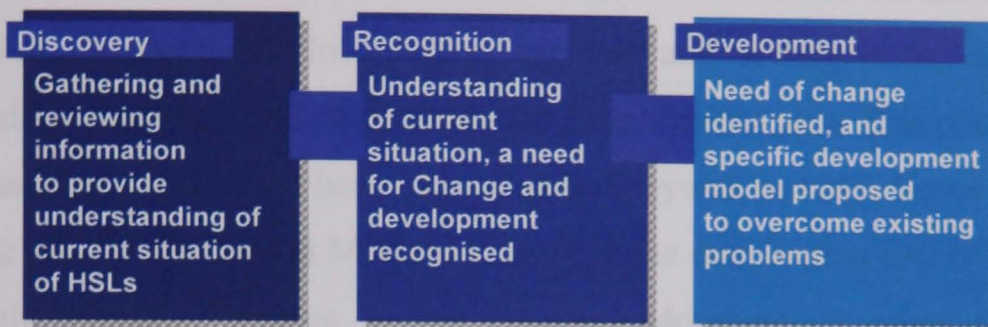 Discovery
Gathering and
reviewing
information
to provide
understanding of
current situation
of HSLs
Recognition
Understanding
of current
situation, a need
for Change and
development
recognised
Development
Need of change
identified, and
specific development
model proposed
to overcome existing
problems